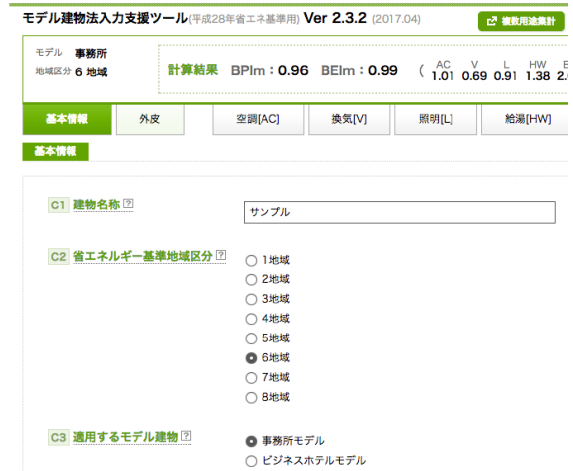 モデル建物法入力支援ツール(平成28年省エネ基準用) Ver 2.3.2 (2017.04) 複数用途集計
モデル 事務所
地域区分 6 地域
計算結果 BPIm：0.96 BEIm：0.99 ( AC V L HW
1.01 0.69 0.91 1.38
基本情報 外皮 空調[AC] 換気[V] 照明[L] 給湯[HW]
基本情報
C1 建物名称 ?
サンプル
C2 省エネルギー基準地域区分 ?
1地域
2地域
3地域
4地域
5地域
6地域
7地域
8地域
C3 適用するモデル建物 ?
事務所モデル
ビジネスホテルモデル